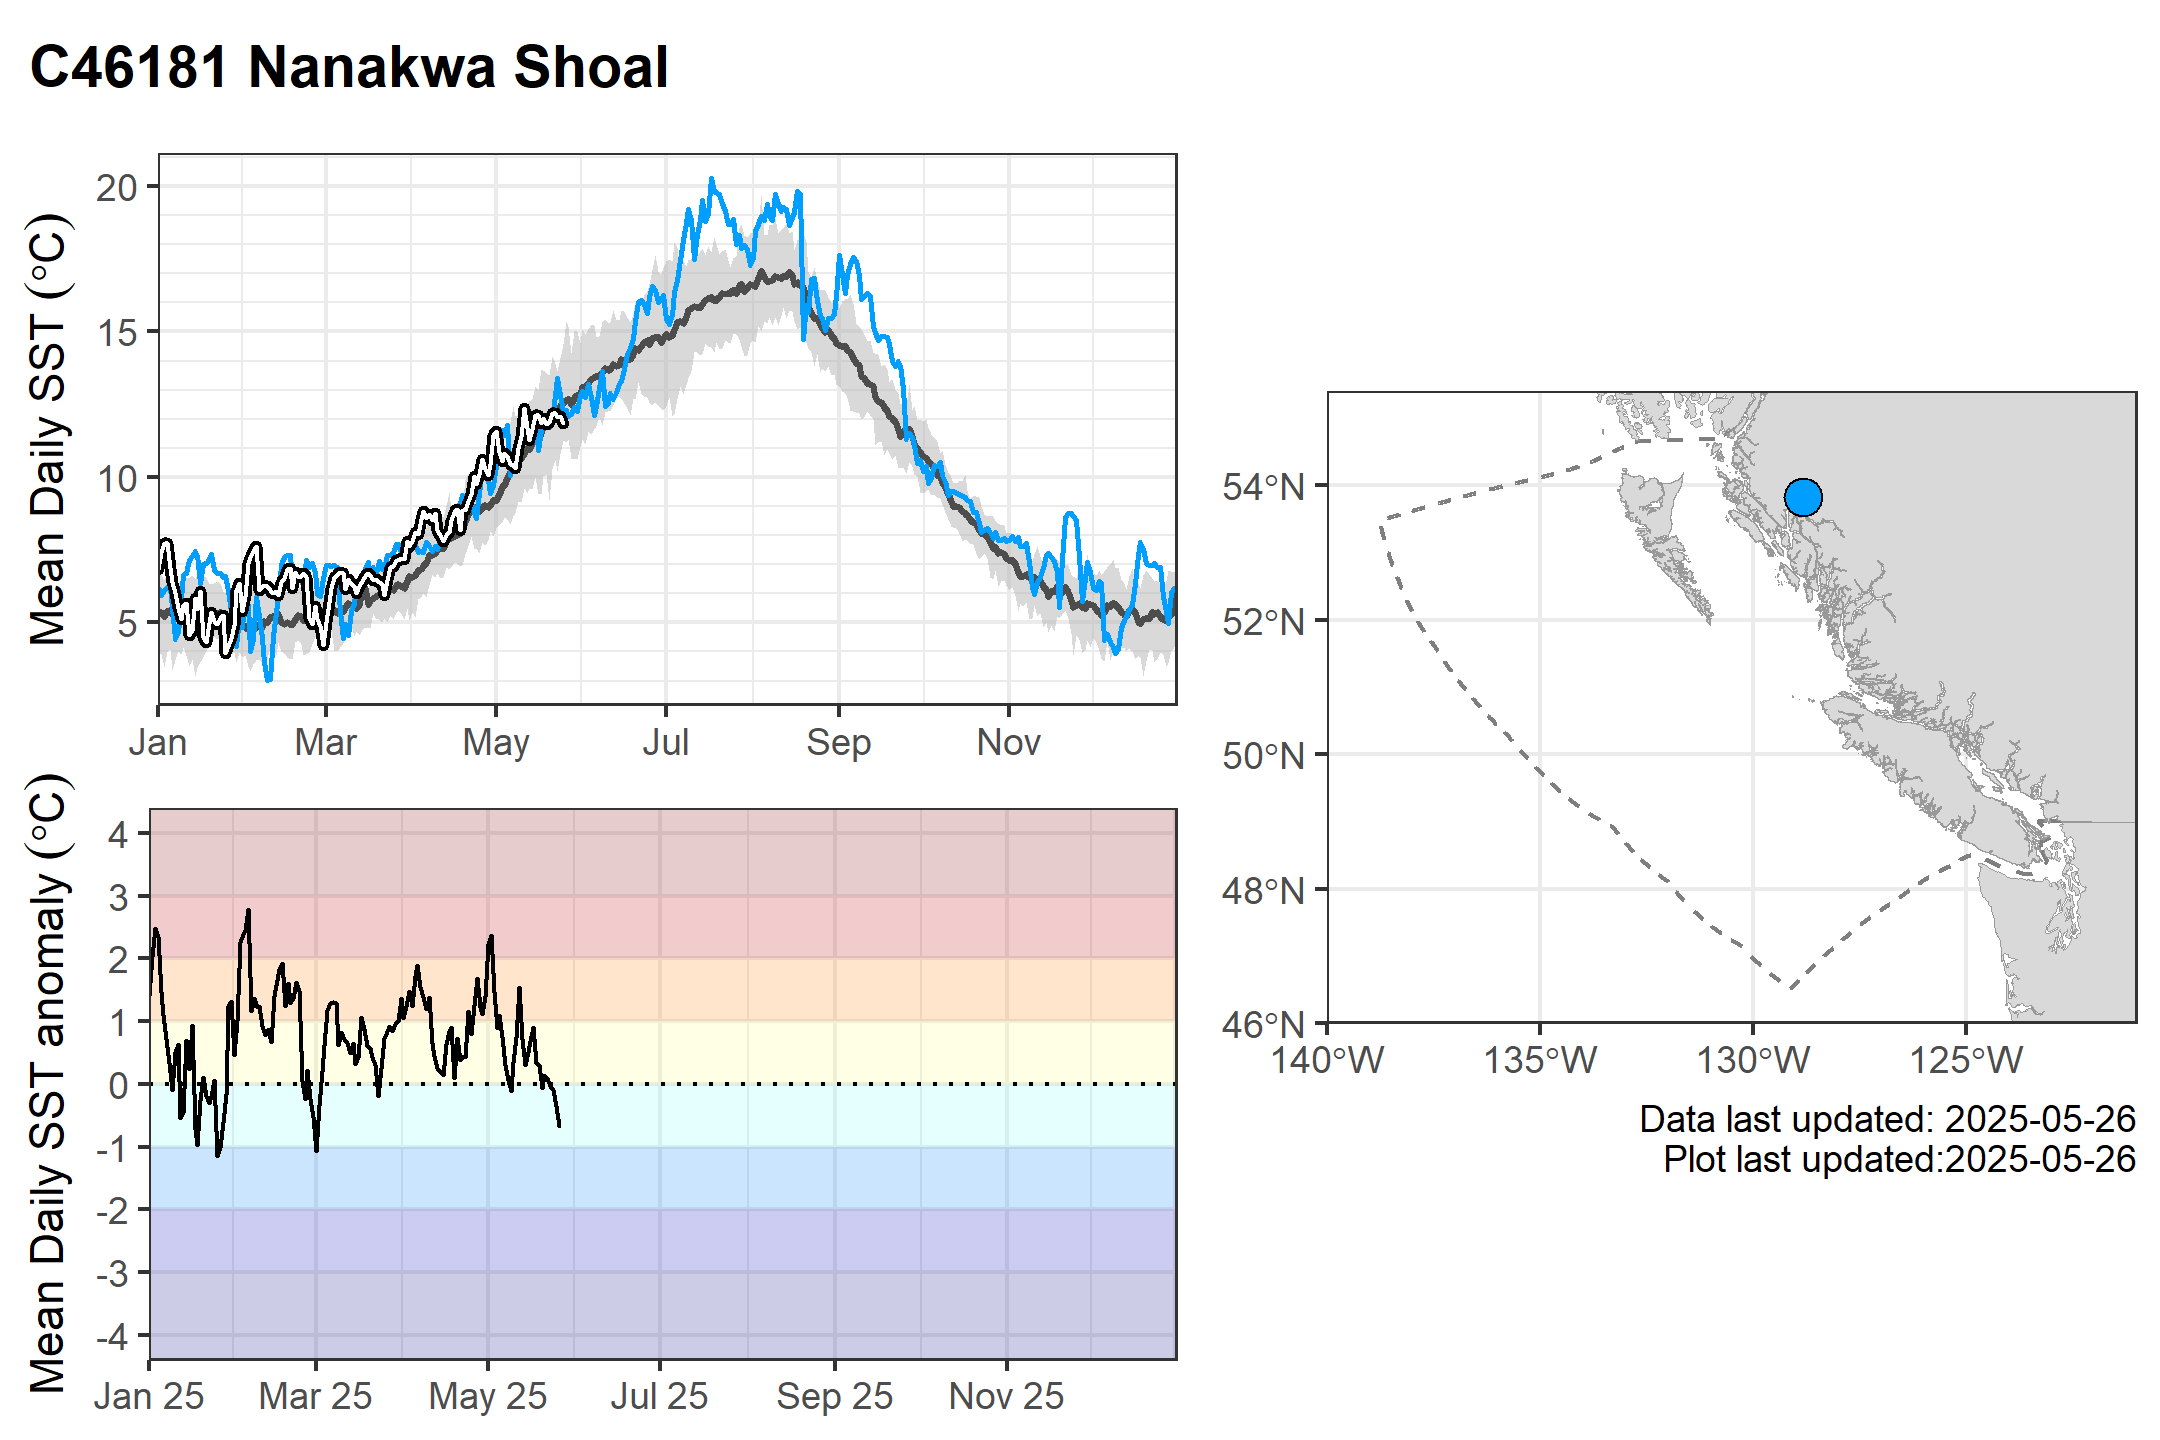 C46181 Nanakwa Shoal
Mean Daily SST (°C)
20
15
10
5
Jan Mar May Jul Sep Nov
Mean Daily SST anomaly (°C)
4
3
2
1
0
-1
-2
-3
-4
Jan 25 Mar 25 May 25 Jul 25 Sep 25 Nov 25
54°N
52°N
50°N
48°N
46°N
140°W 135°W 130°W 125°W
Data last updated: 2025-05-26
Plot last updated:2025-05-26